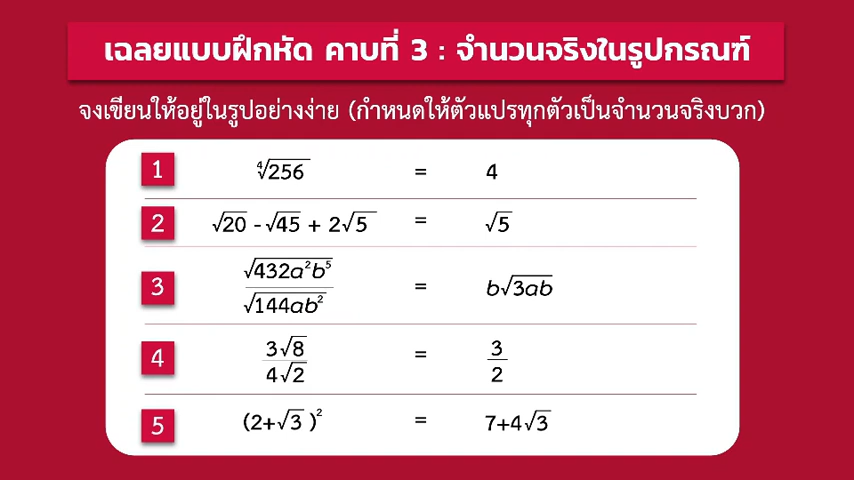 เฉลยแบบฝึกหัด คาบที่ 3 : จำนวนจริงในรูปกรณฑ์
จงเขียนให้อยู่ในรูปอย่างง่าย (กำหนดให้ตัวแปรทุกตัวเป็นจำนวนจริงบวก)
1 ∜256 = 4
2 √20 - √45 + 2√5 = √5
3 √432a²b⁵ / √144ab² = b√3ab
4 3√8 / 4√2 = 3/2
5 (2+√3 )² = 7+4√3